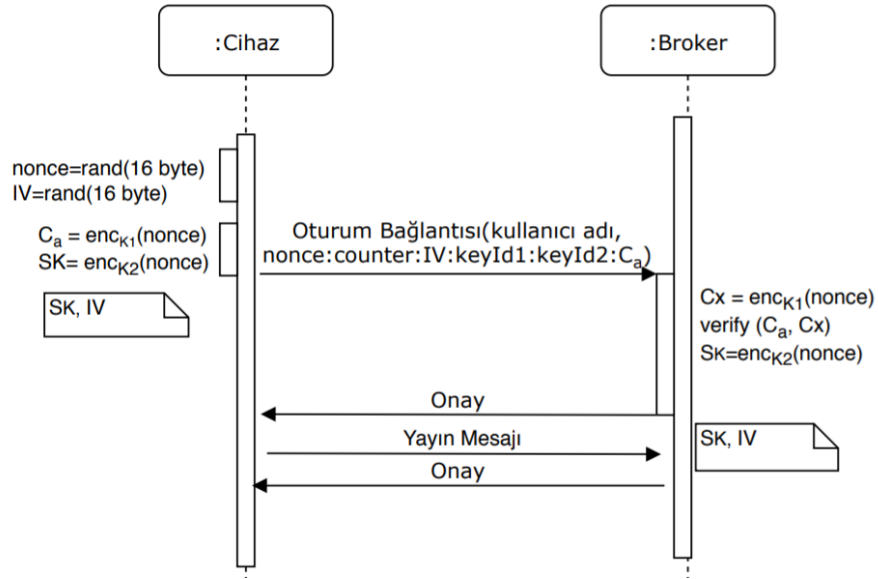 :Cihaz
:Broker
nonce=rand(16 byte)
IV=rand(16 byte)
Ca = encK1(nonce)
SK= encK2(nonce)
SK, IV
Oturum Bağlantısı(kullanıcı adı,
nonce:counter:IV:keyId1:keyId2:Ca)
Cx = encK1(nonce)
verify (Ca, Cx)
SK=encK2(nonce)
Onay
Yayın Mesajı
SK, IV
Onay